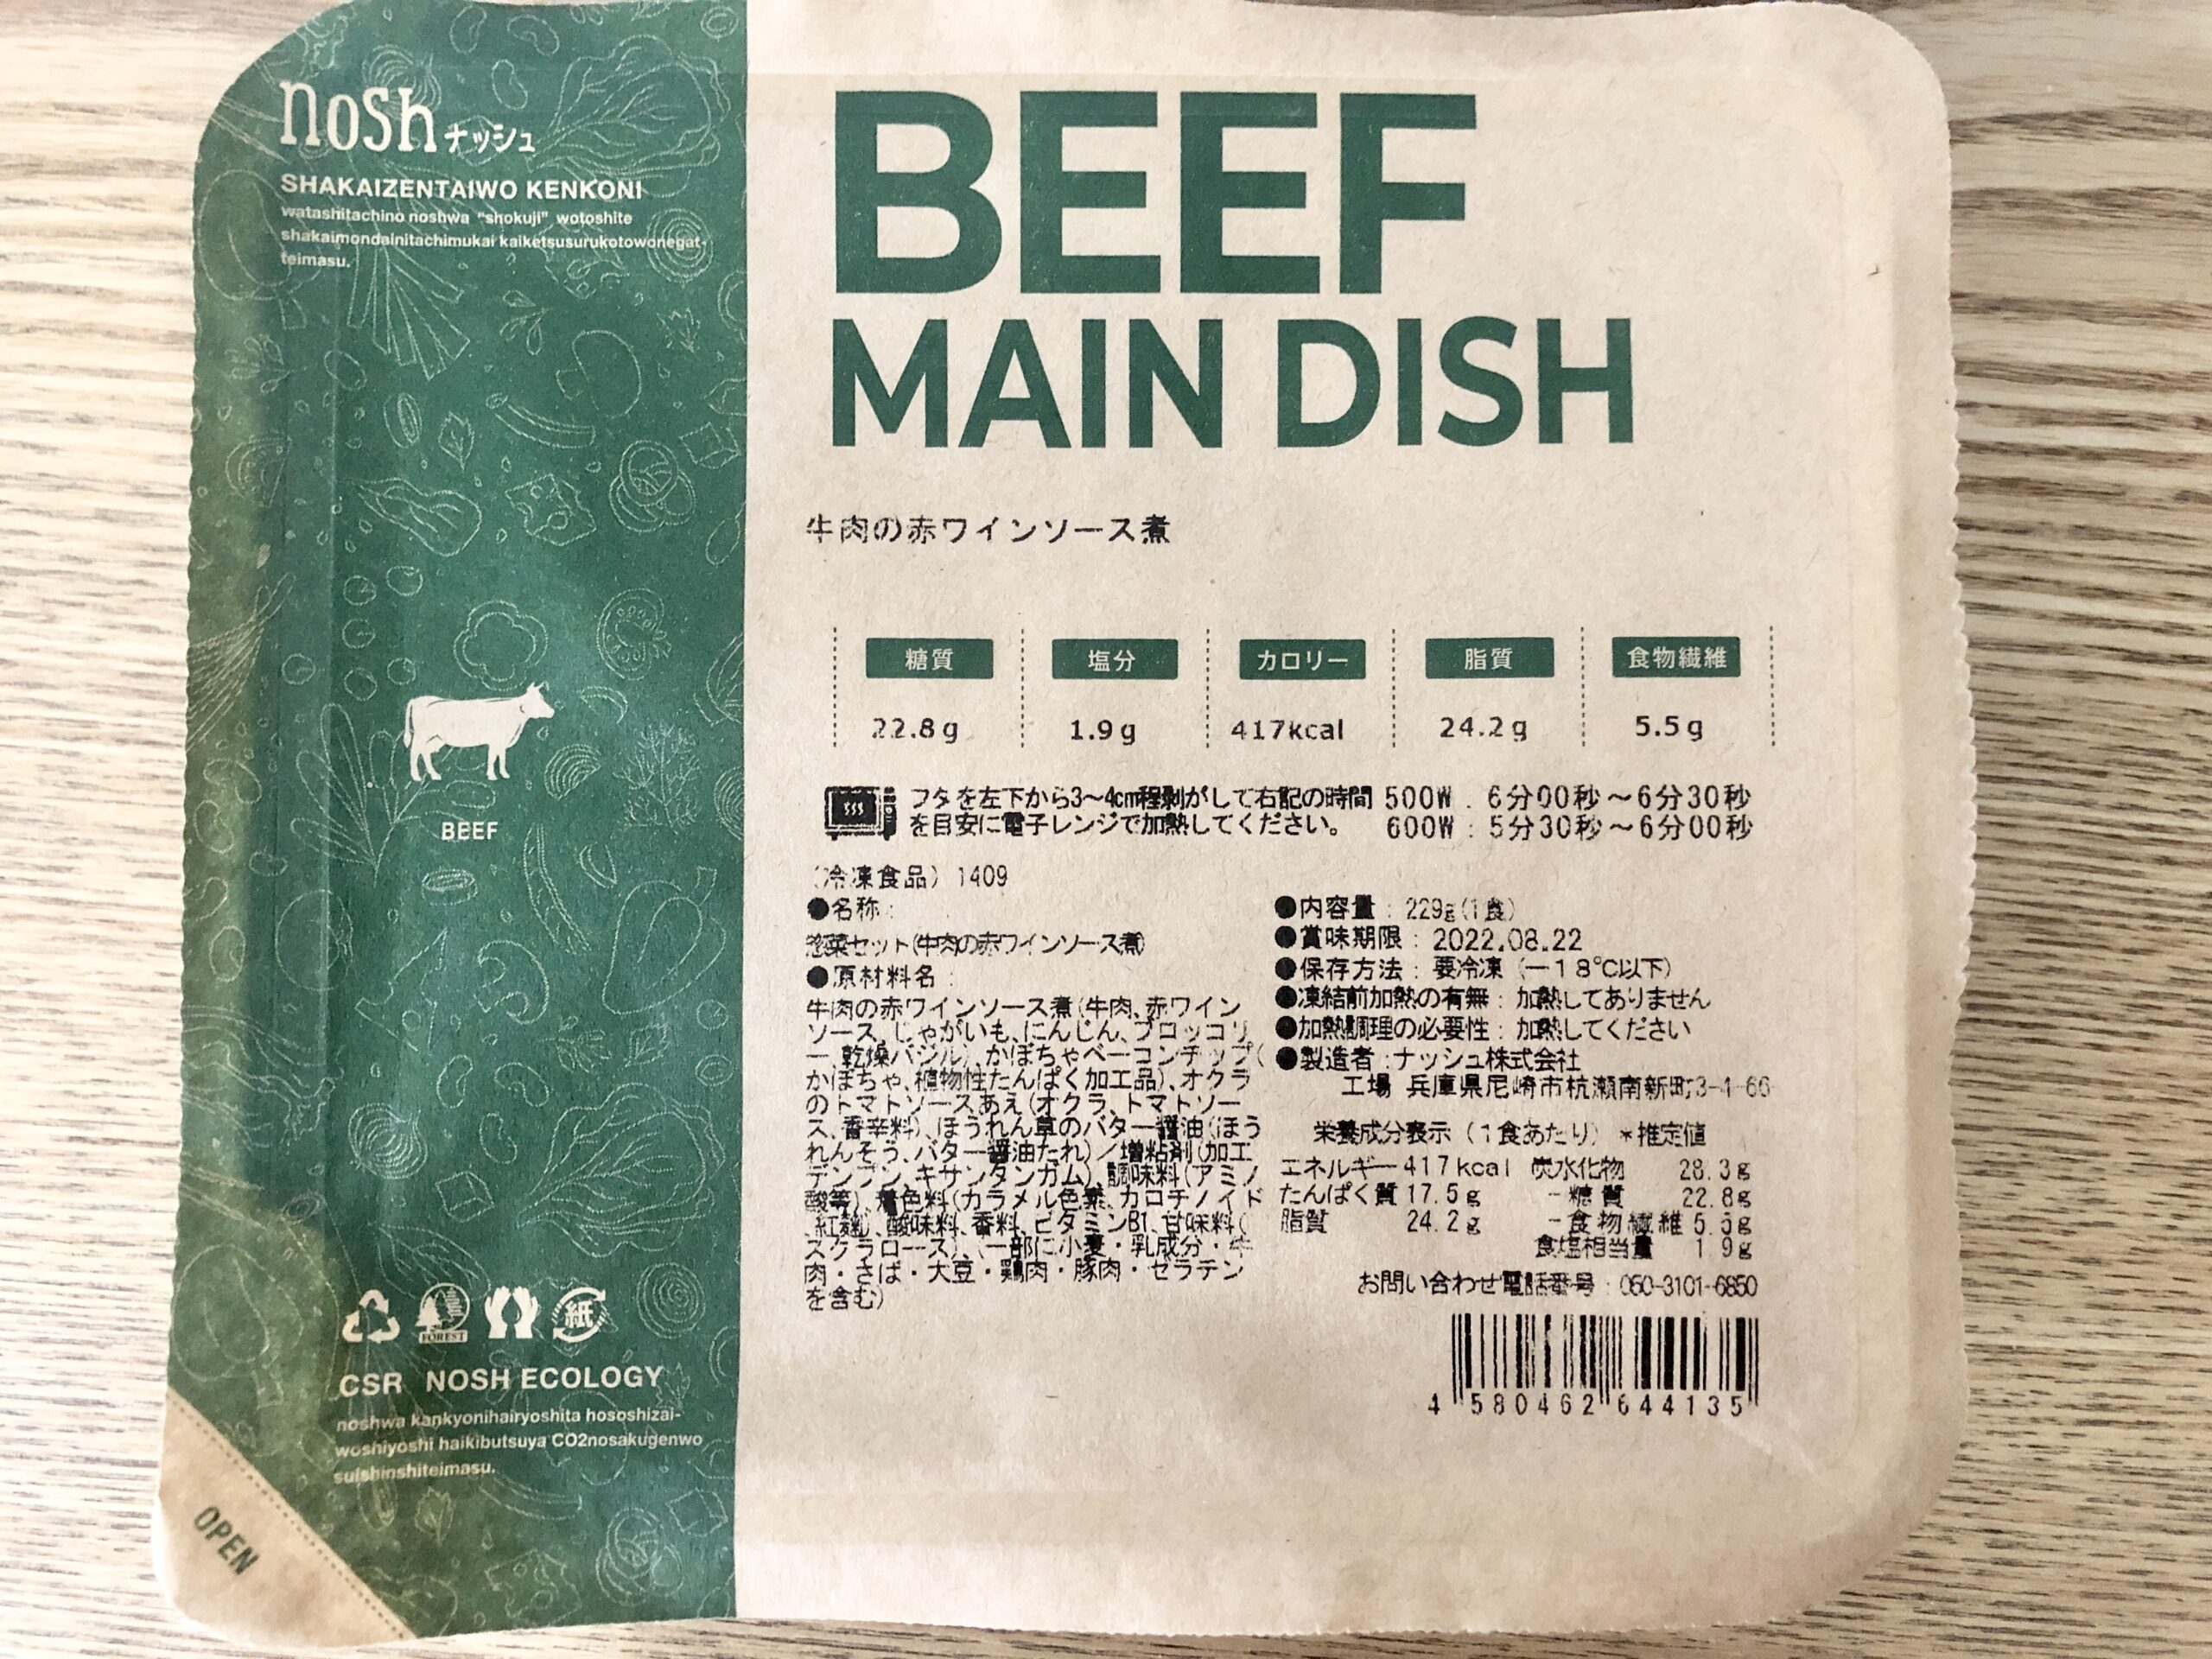 nosh ナッシュ
SHAKAIZENTAIWO KENKONI
watashitachino noshwa "shokuji" wotoshite
shakaimondainitachimukai kaiketsusurukotowonegat-
teimasu.
BEEF
FOREST
紙
CSR NOSH ECOLOGY
noshwa kankyonihairyoshita hososhizai-
woshiyoshi haikibutsuya CO2nosakugenwo
suishinshiteimasu.
OPEN
BEEF
MAIN DISH
牛肉の赤ワインソース煮
糖質 塩分 カロリー 脂質 食物繊維
22.8g 1.9g 417kcal 24.2g 5.5g
フタを左下から3～4cm程剝がして右記の時間
を目安に電子レンジで加熱してください。
500W : 6分00秒～6分30秒
600W : 5分30秒～6分00秒
(冷凍食品) 1409
●名称:
惣菜セット(牛肉の赤ワインソース煮)
●原材料名:
牛肉の赤ワインソース煮(牛肉、赤ワイン
ソース、じゃがいも、にんじん、ブロッコリ
ー、乾燥バジル)、かぼちゃベーコンチップ(
かぼちゃ、植物性たんぱく加工品)、オクラ
のトマトソースあえ(オクラ、トマトソー
ス、香辛料)、ほうれん草のバター醤油(ほう
れんそう、バター醤油たれ)／増粘剤(加工
デンプン、キサンタンガム)、調味料(アミノ
酸等)、着色料(カラメル色素、カロチノイド
、紅麹)、酸味料、香料、ビタミンB1、甘味料(
スクラロース)、(一部に小麦・乳成分・牛
肉・さば・大豆・鶏肉・豚肉・ゼラチン
を含む)
●内容量: 229g(1食)
●賞味期限: 2022.08.22
●保存方法: 要冷凍 (－18℃以下)
●凍結前加熱の有無: 加熱してありません
●加熱調理の必要性: 加熱してください
●製造者:ナッシュ株式会社
工場 兵庫県尼崎市杭瀬南新町3-4-66
栄養成分表示 (1食あたり) *推定値
エネルギー 417kcal 炭水化物 28.3g
たんぱく質 17.5g －糖質 22.8g
脂質 24.2g －食物繊維 5.5g
食塩相当量 1.9g
お問い合わせ電話番号: 050-3101-6850
4 580462 644135